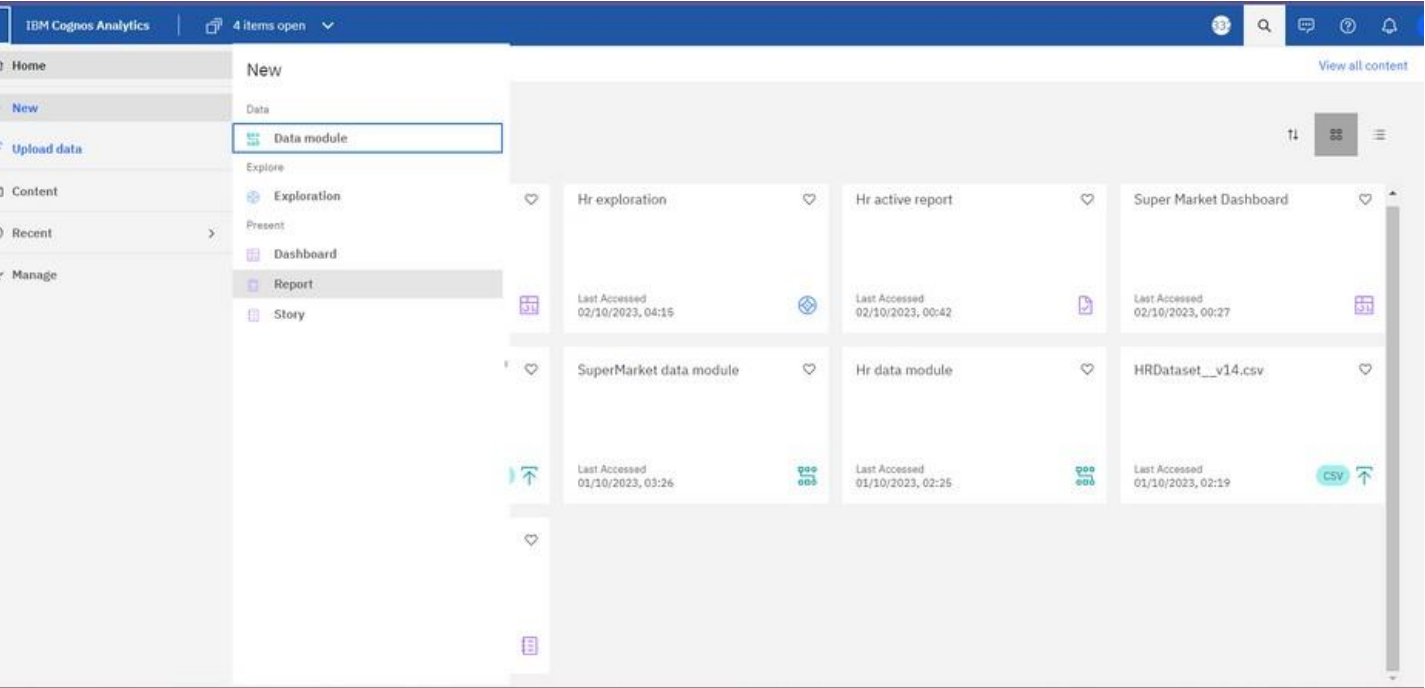 IBM Cognos Analytics
4 items open
Home
New
Upload data
Content
Recent
Manage
New
Data
Data module
Explore
Exploration
Present
Dashboard
Report
Story
View all content
Hr exploration
Last Accessed
02/10/2023, 04:15
Hr active report
Last Accessed
02/10/2023, 00:42
Super Market Dashboard
Last Accessed
02/10/2023, 00:27
SuperMarket data module
Last Accessed
01/10/2023, 03:26
Hr data module
Last Accessed
01/10/2023, 02:25
HRDataset__v14.csv
Last Accessed
01/10/2023, 02:19
CSV